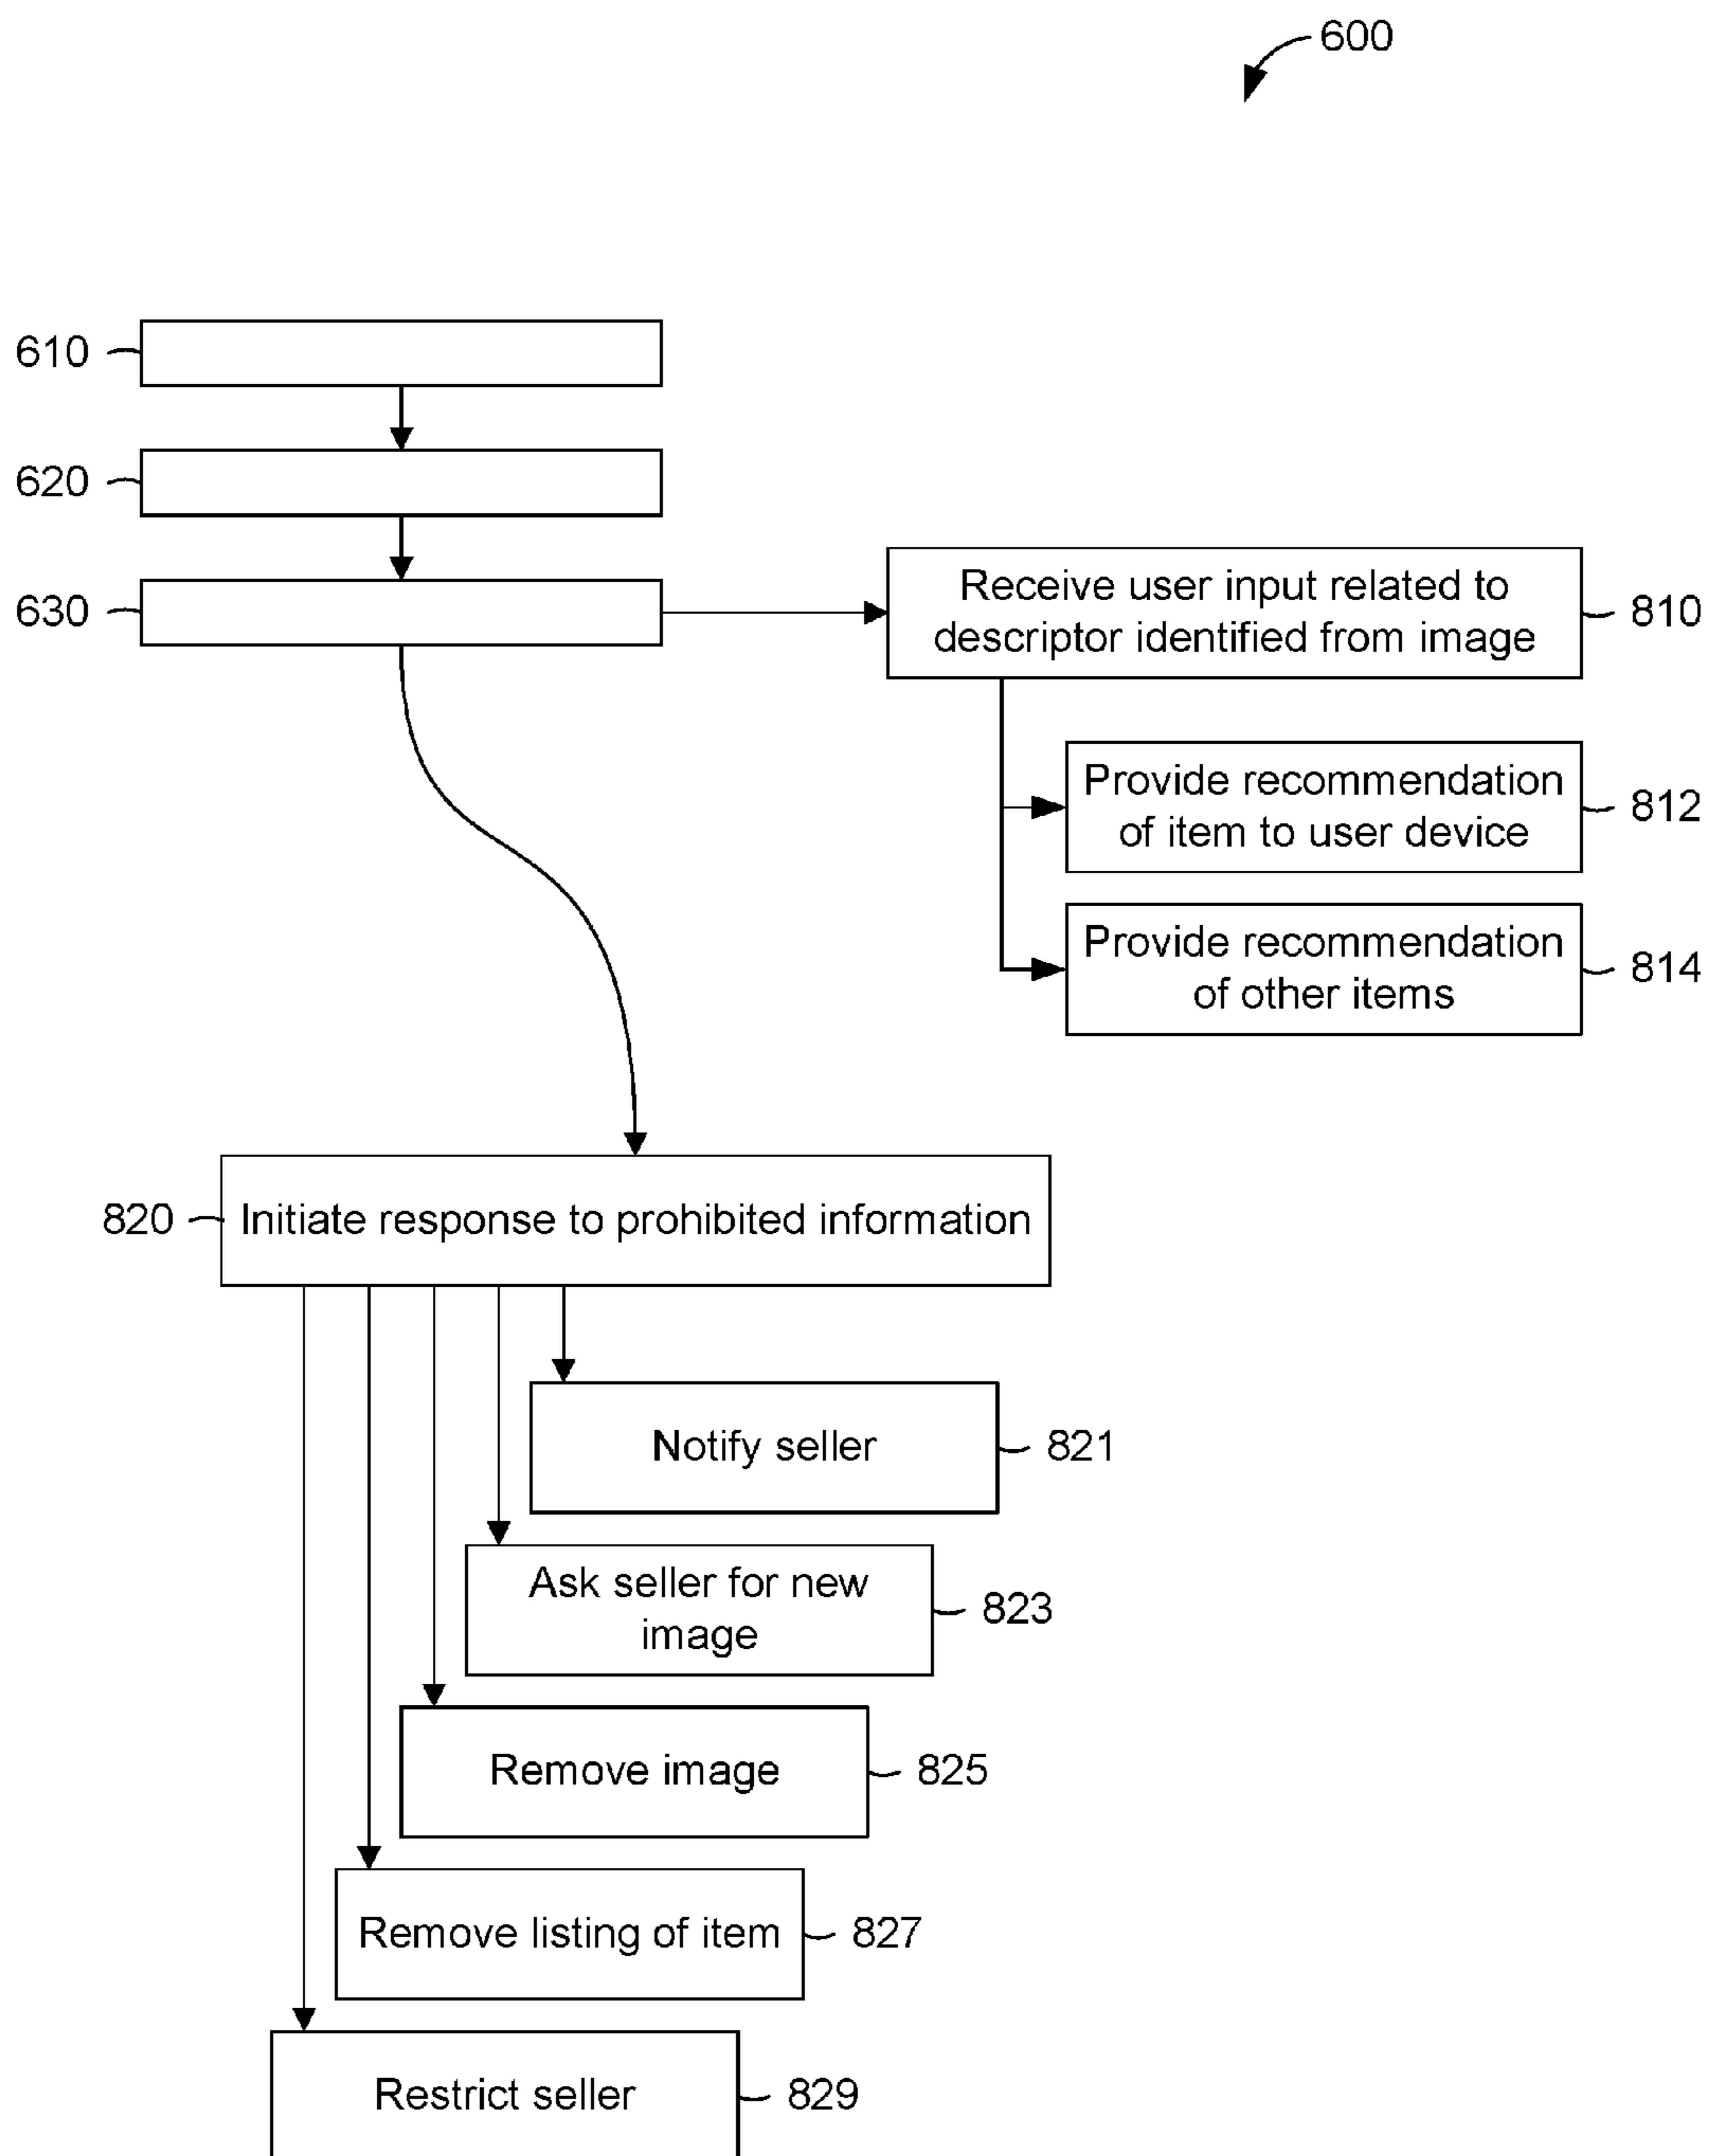 600
610
620
630
Receive user input related to
descriptor identified from image
810
Provide recommendation
of item to user device
812
Provide recommendation
of other items
814
820
Initiate response to prohibited information
Notify seller
821
Ask seller for new
image
823
Remove image
825
Remove listing of item
827
Restrict seller
829